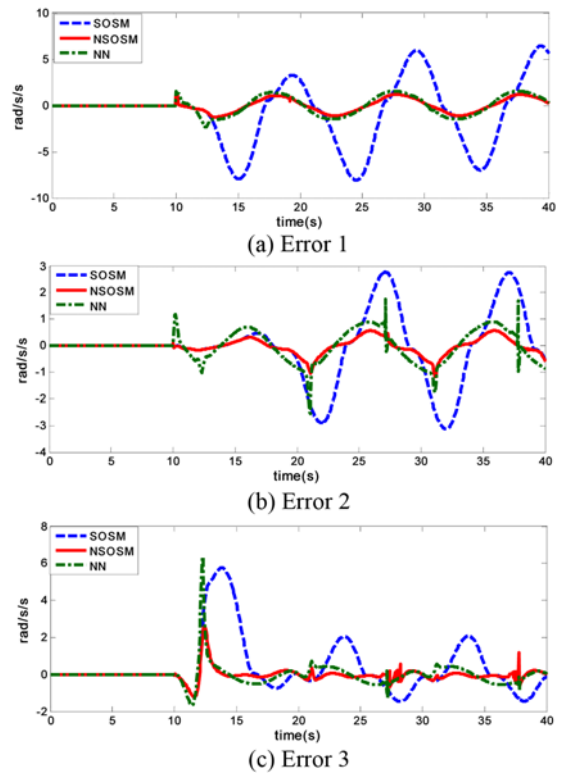 10
5
0
-5
-10
rad/s/s
SOSM
NSOSM
NN
0 5 10 15 20 25 30 35 40
time(s)
(a) Error 1
3
2
1
0
-1
-2
-3
-4
rad/s/s
SOSM
NSOSM
NN
0 5 10 15 20 25 30 35 40
time(s)
(b) Error 2
8
6
4
2
0
-2
rad/s/s
SOSM
NSOSM
NN
0 5 10 15 20 25 30 35 40
time(s)
(c) Error 3